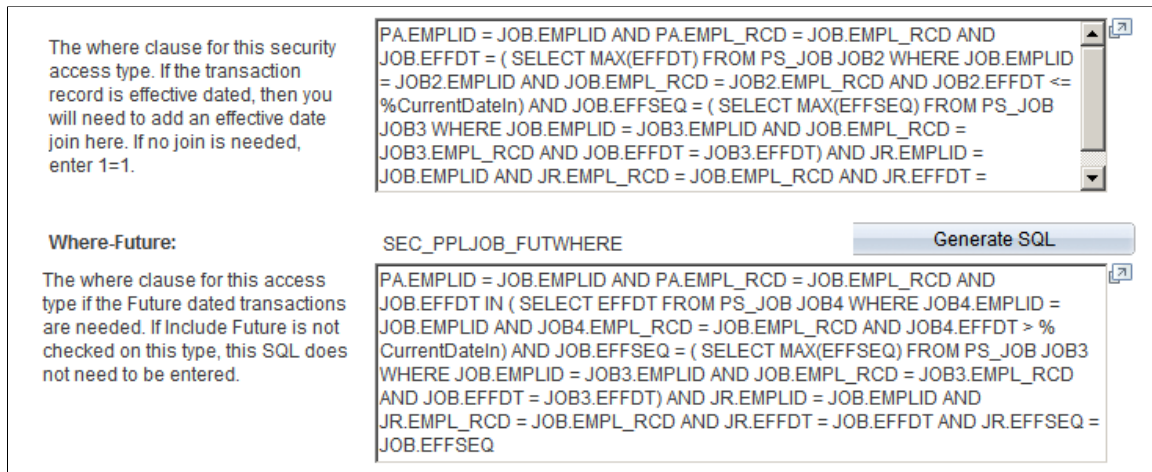 The where clause for this security
access type. If the transaction
record is effective dated, then you
will need to add an effective date
join here. If no join is needed,
enter 1=1.
PA.EMPLID = JOB.EMPLID AND PA.EMPL_RCD = JOB.EMPL_RCD AND
JOB.EFFDT = ( SELECT MAX(EFFDT) FROM PS_JOB JOB2 WHERE JOB.EMPLID
= JOB2.EMPLID AND JOB.EMPL_RCD = JOB2.EMPL_RCD AND JOB2.EFFDT <=
%CurrentDateIn) AND JOB.EFFSEQ = ( SELECT MAX(EFFSEQ) FROM PS_JOB
JOB3 WHERE JOB.EMPLID = JOB3.EMPLID AND JOB.EMPL_RCD =
JOB3.EMPL_RCD AND JOB.EFFDT = JOB3.EFFDT) AND JR.EMPLID =
JOB.EMPLID AND JR.EMPL_RCD = JOB.EMPL_RCD AND JR.EFFDT =
Where-Future:
SEC_PPLJOB_FUTWHERE
Generate SQL
The where clause for this access
type if the Future dated transactions
are needed. If Include Future is not
checked on this type, this SQL does
not need to be entered.
PA.EMPLID = JOB.EMPLID AND PA.EMPL_RCD = JOB.EMPL_RCD AND
JOB.EFFDT IN ( SELECT EFFDT FROM PS_JOB JOB4 WHERE JOB4.EMPLID =
JOB.EMPLID AND JOB4.EMPL_RCD = JOB.EMPL_RCD AND JOB4.EFFDT > %
CurrentDateIn) AND JOB.EFFSEQ = ( SELECT MAX(EFFSEQ) FROM PS_JOB JOB3
WHERE JOB.EMPLID = JOB3.EMPLID AND JOB.EMPL_RCD = JOB3.EMPL_RCD
AND JOB.EFFDT = JOB3.EFFDT) AND JR.EMPLID = JOB.EMPLID AND
JR.EMPL_RCD = JOB.EMPL_RCD AND JR.EFFDT = JOB.EFFDT AND JR.EFFSEQ =
JOB.EFFSEQ